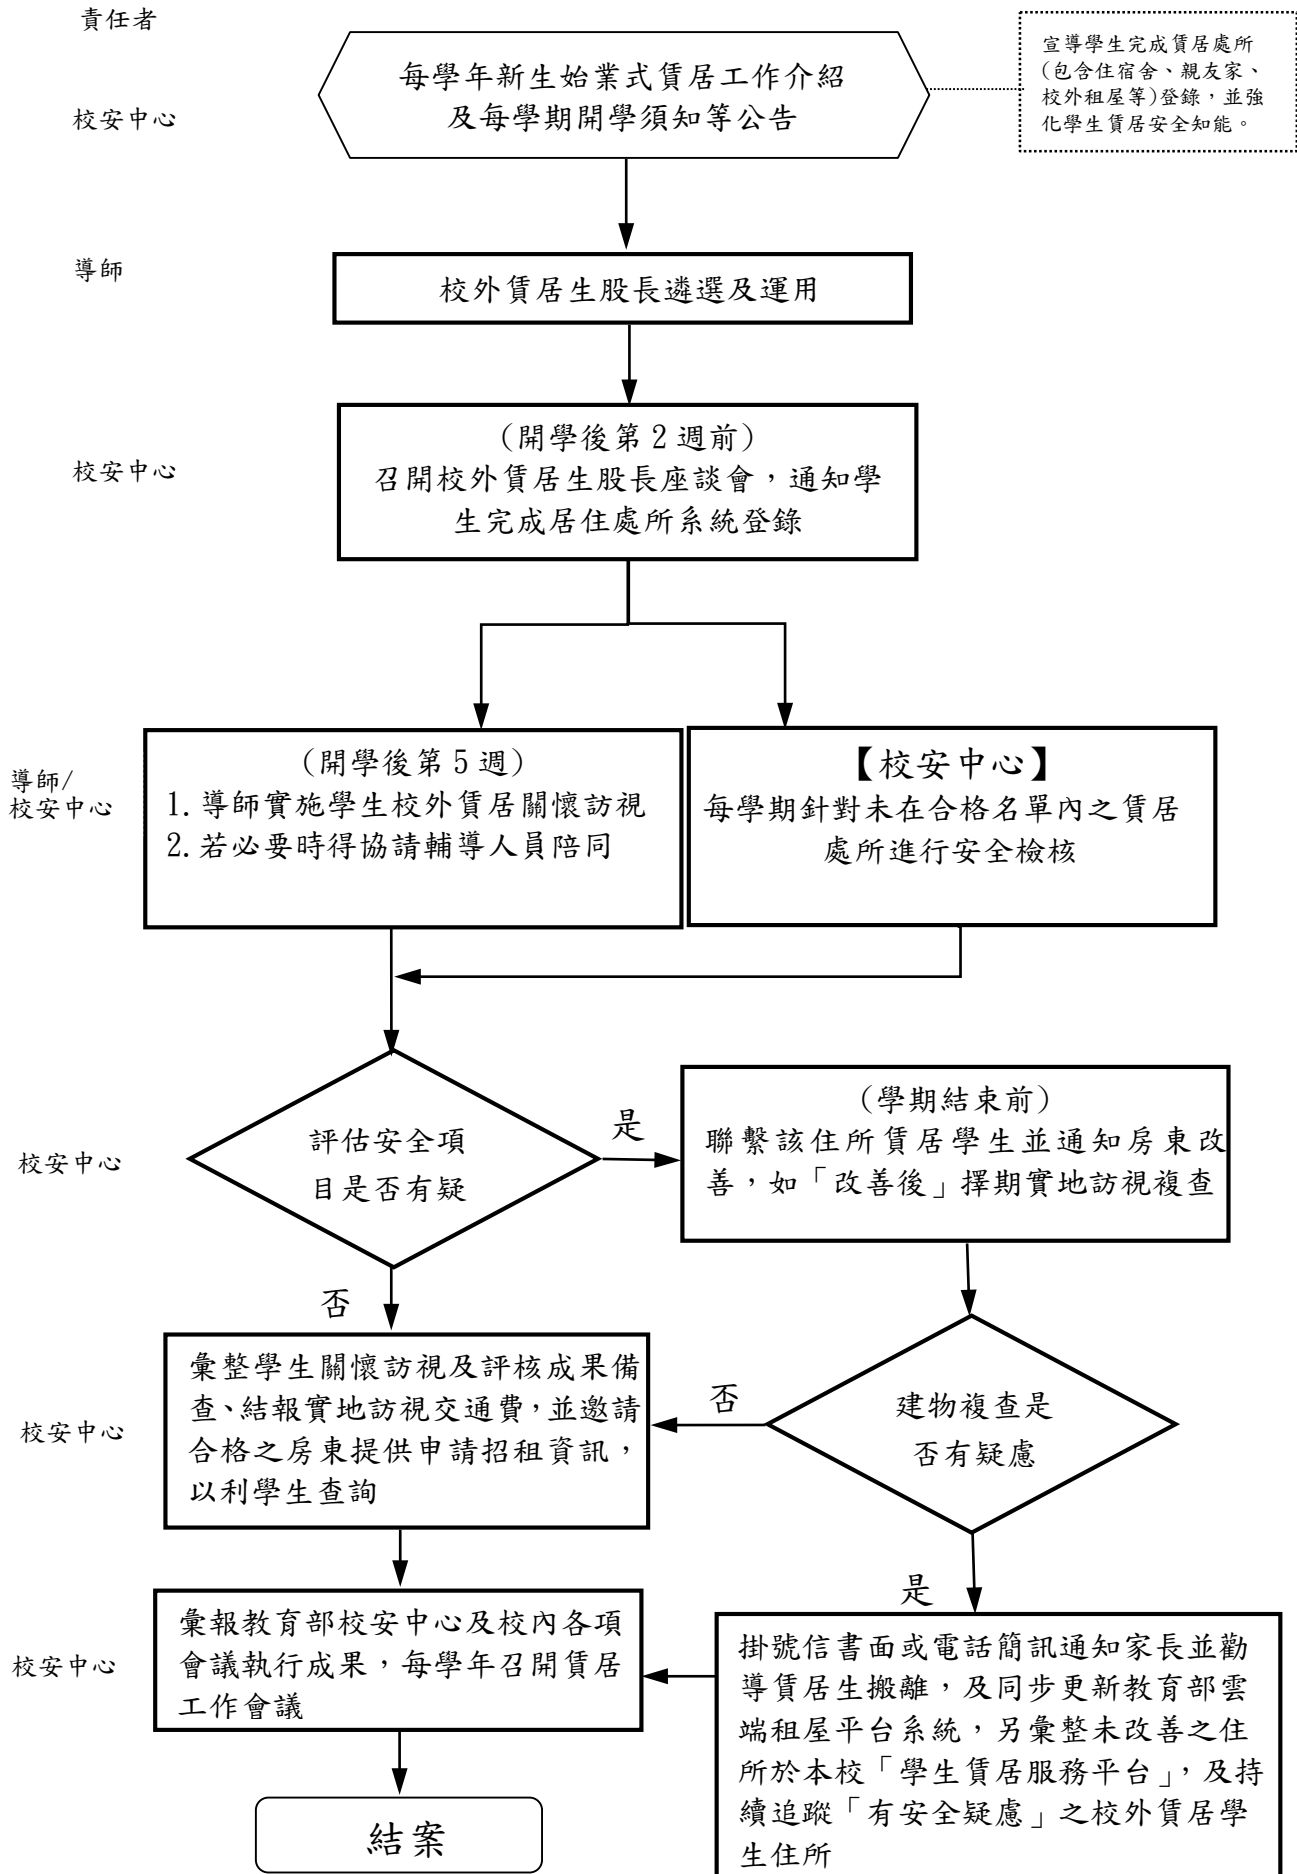 責任者
校安中心
每學年新生始業式賃居工作介紹
及每學期開學須知等公告
宣導學生完成賃居處所
(包含住宿舍、親友家、
校外租屋等)登錄，並強
化學生賃居安全知能。
導師
校外賃居生股長遴選及運用
校安中心
(開學後第2週前)
召開校外賃居生股長座談會，通知學
生完成居住處所系統登錄
導師/
校安中心
(開學後第5週)
1.導師實施學生校外賃居關懷訪視
2.若必要時得協請輔導人員陪同
【校安中心】
每學期針對未在合格名單內之賃居
處所進行安全檢核
校安中心
評估安全項
目是否有疑
是
(學期結束前)
聯繫該住所賃居學生並通知房東改
善，如「改善後」擇期實地訪視複查
否
校安中心
彙整學生關懷訪視及評核成果備
查、結報實地訪視交通費，並邀請
合格之房東提供申請招租資訊，
以利學生查詢
否
建物複查是
否有疑慮
是
校安中心
彙報教育部校安中心及校內各項
會議執行成果，每學年召開賃居
工作會議
掛號信書面或電話簡訊通知家長並勸
導賃居生搬離，及同步更新教育部雲
端租屋平台系統，另彙整未改善之住
所於本校「學生賃居服務平台」，及持
續追蹤「有安全疑慮」之校外賃居學
生住所
結案